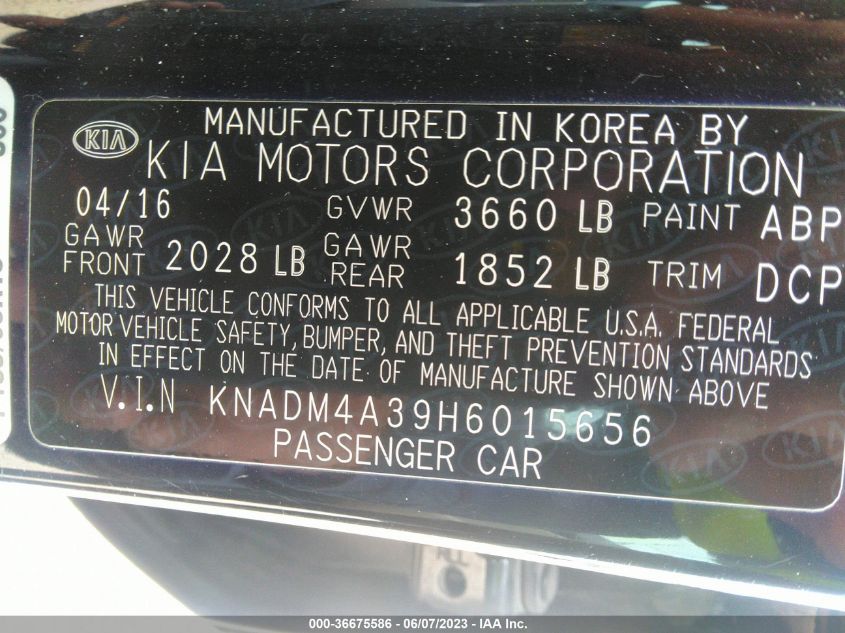 MANUFACTURED IN KOREA BY
KIA KIA MOTORS CORPORATION
04/16 GVWR 3660 LB PAINT ABP
GAWR FRONT 2028 LB GAWR REAR 1852 LB TRIM DCP
THIS VEHICLE CONFORMS TO ALL APPLICABLE U.S.A. FEDERAL
MOTOR VEHICLE SAFETY, BUMPER, AND THEFT PREVENTION STANDARDS
IN EFFECT ON THE DATE OF MANUFACTURE SHOWN ABOVE
V.I.N KNADM4A39H6015656
PASSENGER CAR
000-36675586 - 06/07/2023 - IAA Inc.